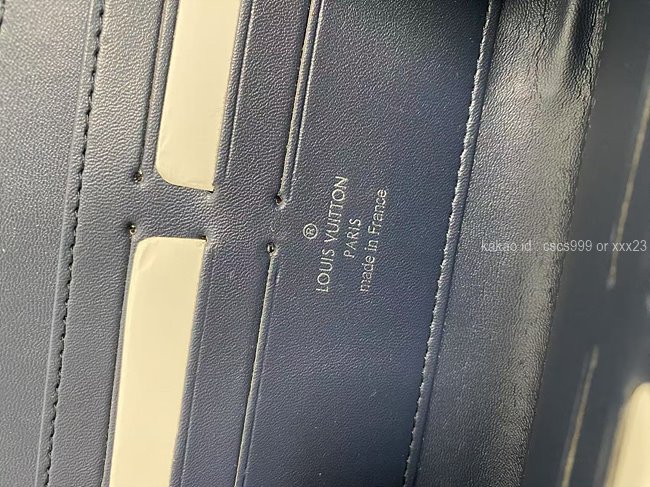 ®
LOUIS VUITTON
PARIS
made in France
kakao id : cscs999 or xxx23